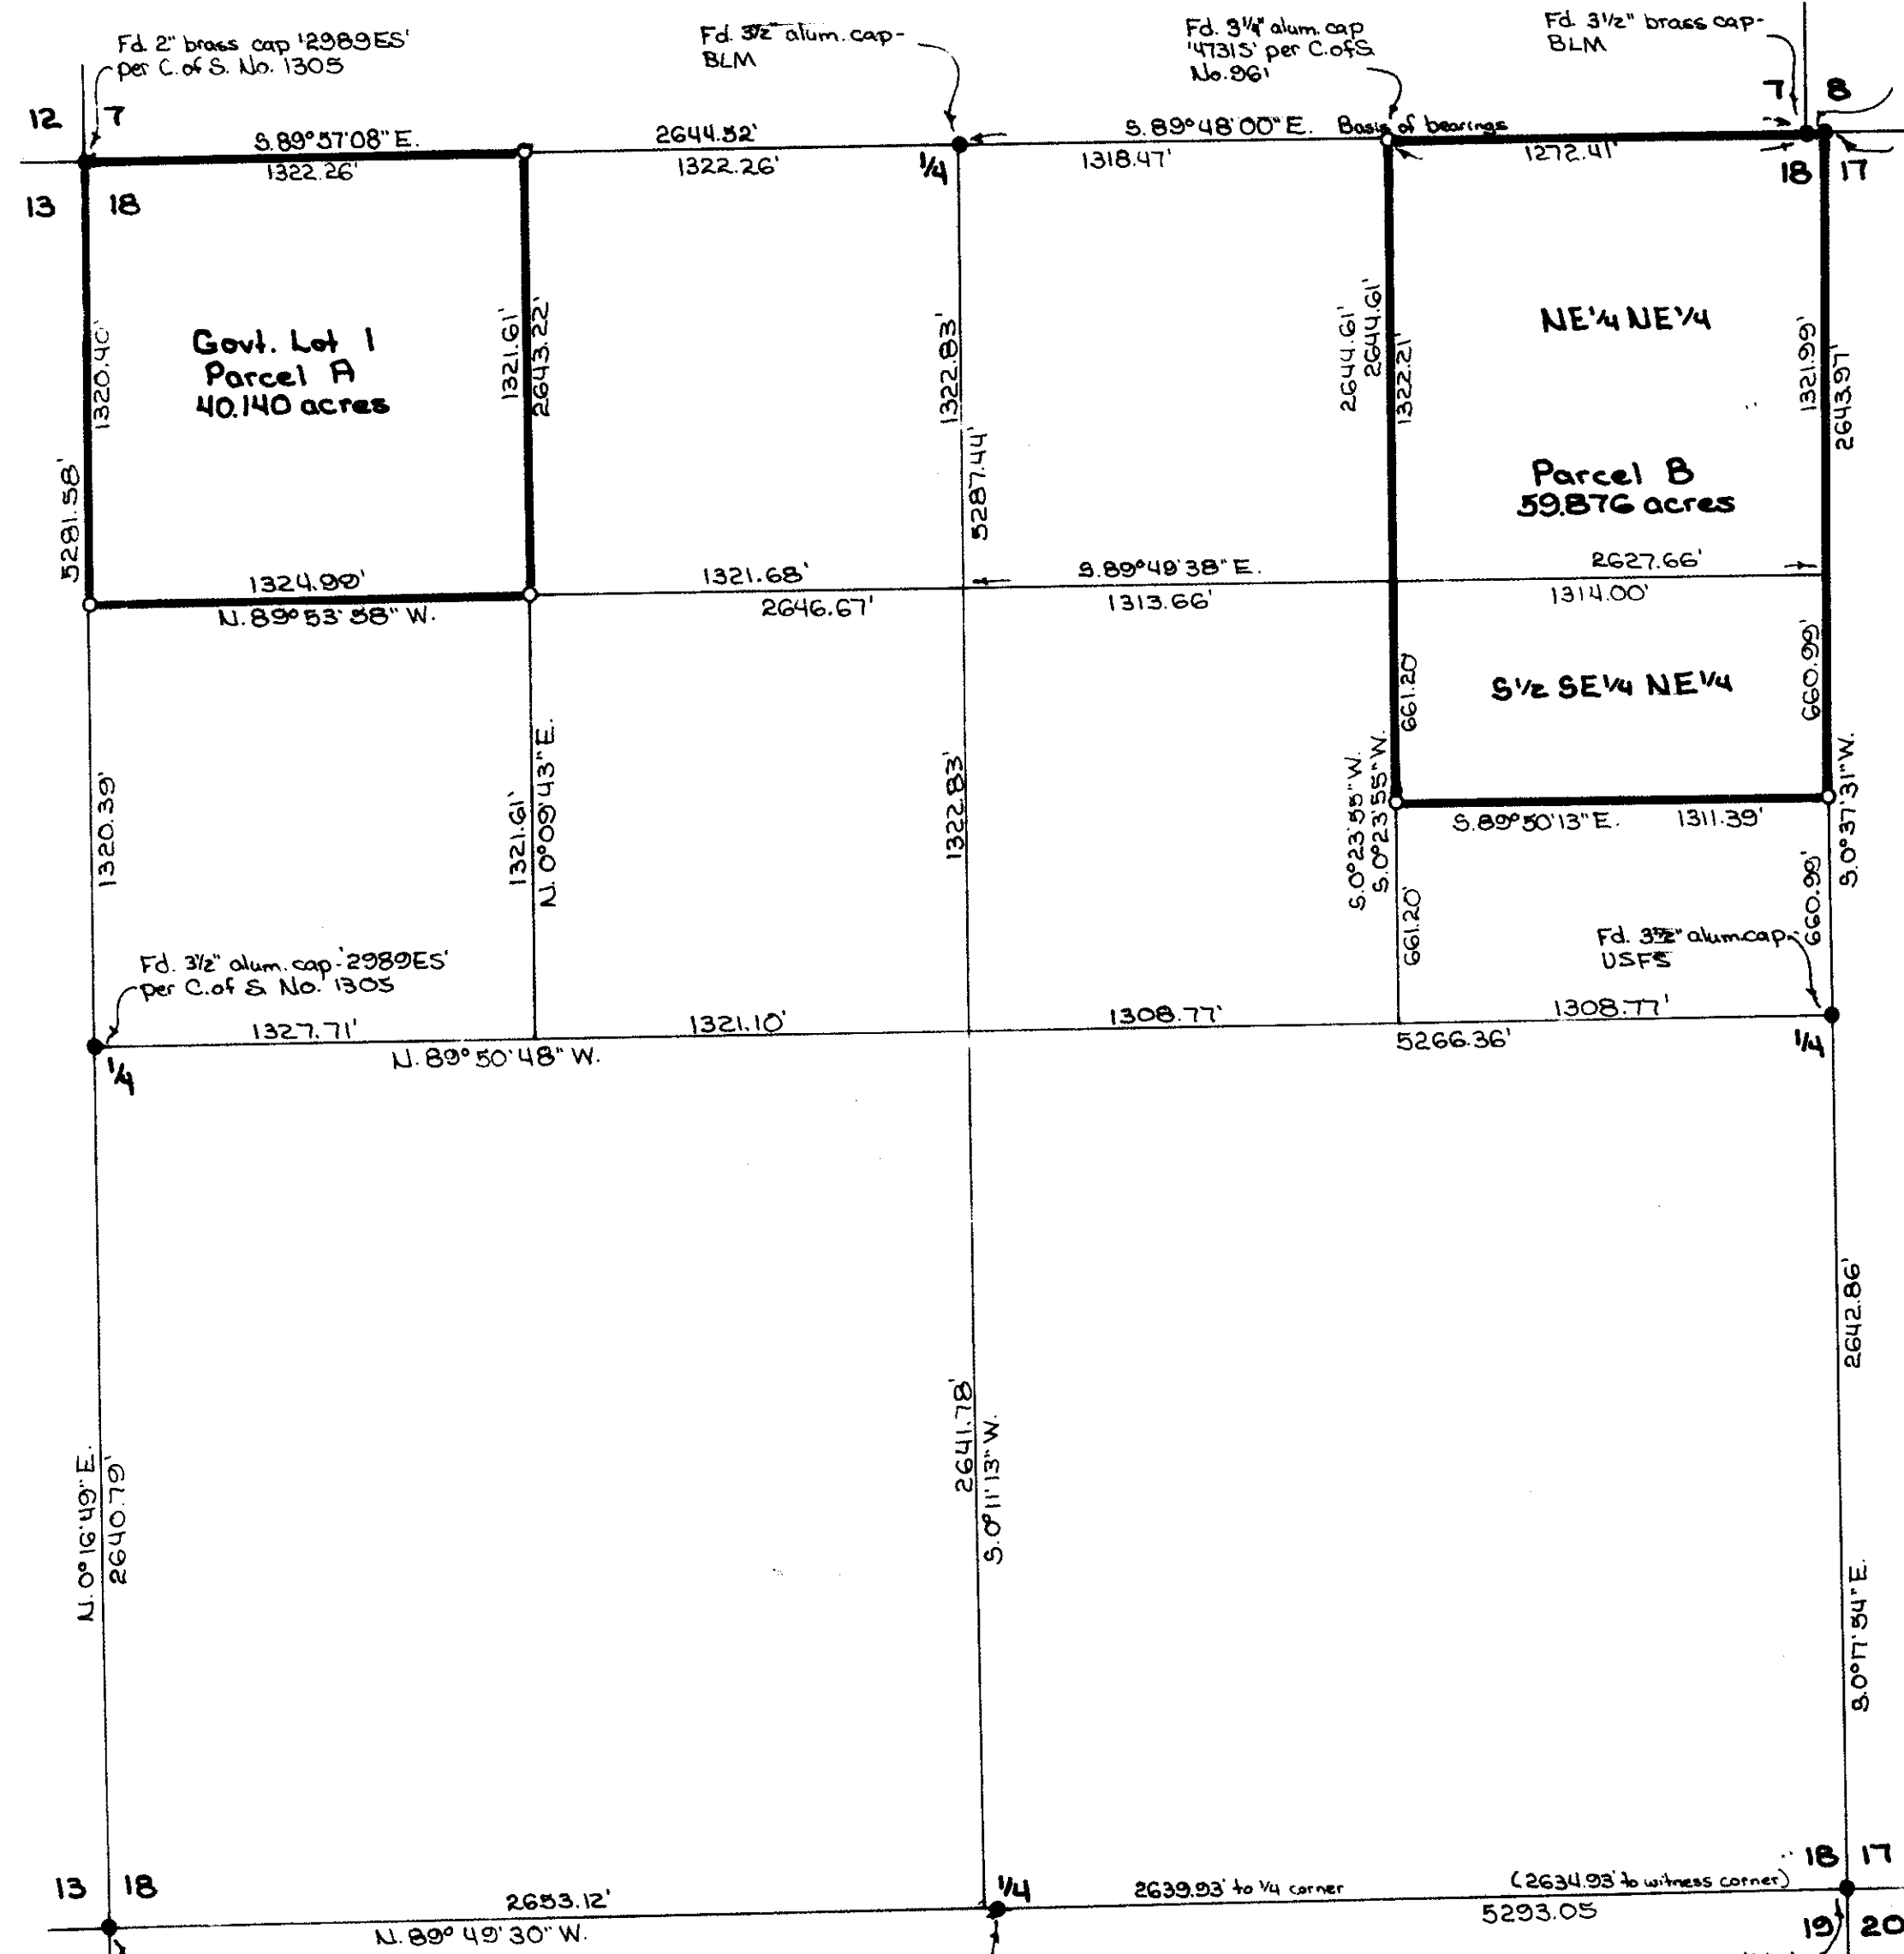 Fd. 2" brass cap '2989ES'
per C. of S. No. 1305
Fd. 3½" alum. cap-
BLM
Fd. 3¼" alum. cap
'4731S' per C. of S.
No. 961
Fd. 3½" brass cap-
BLM
12 7
7 8
S.89°57'08"E.
2644.52'
S.89°48'00"E. Basis of bearings
1322.26'
1322.26'
1/4
1318.47'
1272.41'
13 18
18 17
1320.40'
5281.58'
Govt. Lot 1
Parcel A
40.140 acres
1321.61'
2643.22'
1322.83'
5287.44'
2644.61'
2644.61'
1322.21'
NE¼ NE¼
1321.99'
2643.97'
Parcel B
59.876 acres
1324.99'
N.89°53'58" W.
1321.68'
2646.67'
S.89°49'38"E.
1313.66'
2627.66'
1314.00'
661.20'
S½ SE¼ NE¼
660.99'
1320.39'
1321.61'
N.0°09'43"E.
1322.83'
S.0°23'55"W.
S.0°23'55"W.
S.89°50'13"E. 1311.39'
S.0°37'31"W.
661.20'
660.99'
Fd. 3½" alum. cap-'2989ES'
per C. of S. No. 1305
Fd. 3½" alum. cap-
USFS
1327.71'
1321.10'
1308.77'
1308.77'
1/4
N.89°50'48" W.
5266.36'
1/4
N.0°16'49"E.
2640.79'
2641.78'
S.0°11'13"W.
2642.86'
S.0°17'54"E.
13 18
2653.12'
1/4
2639.93' to 1/4 corner
(2634.93' to witness corner)
18 17
N.89°49'30"W.
5293.05
19 20